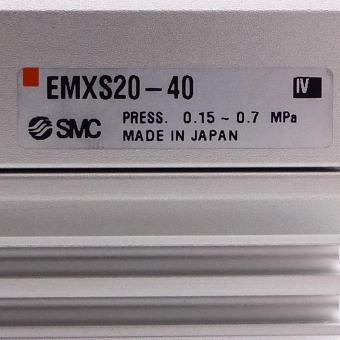 EMXS20-40 IV
SMC PRESS. 0.15 ~ 0.7 MPa
MADE IN JAPAN